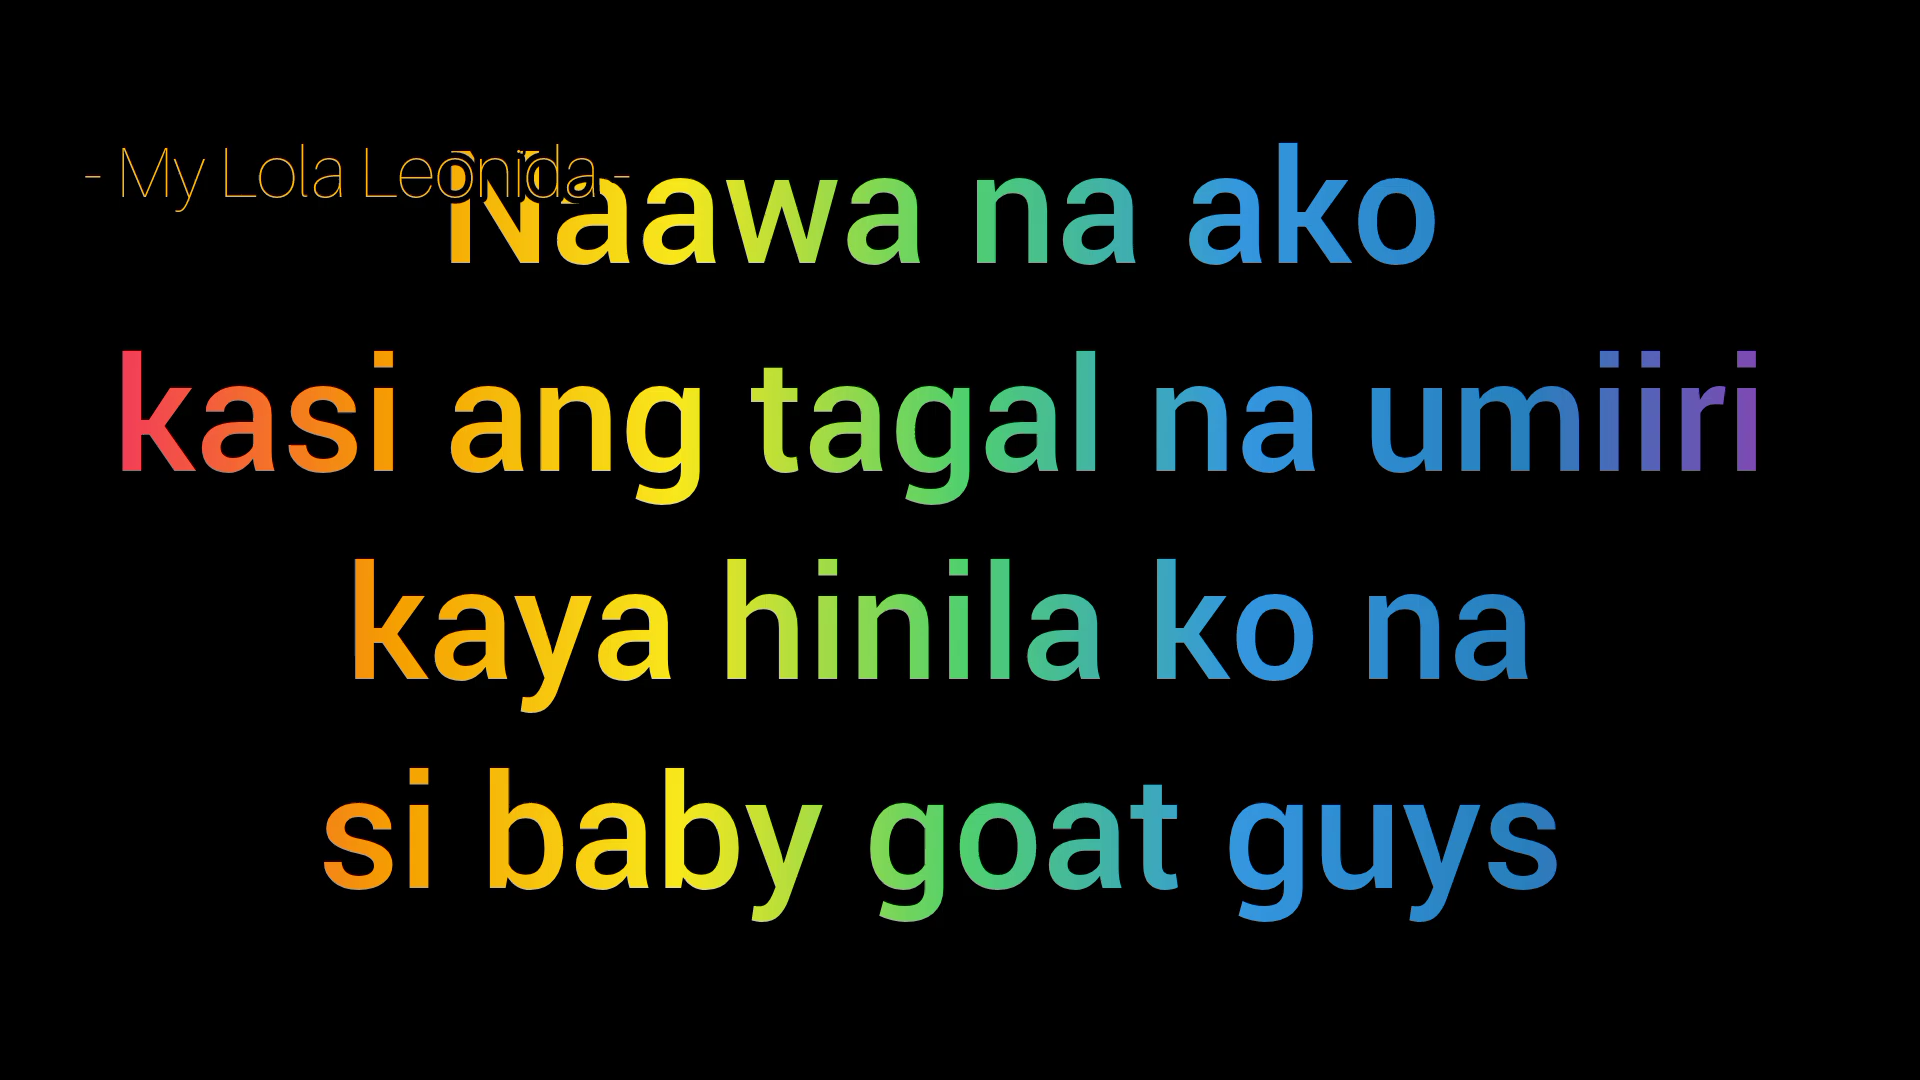 - My Lola Leonida -
Naawa na ako
kasi ang tagal na umiiri
kaya hinila ko na
si baby goat guys